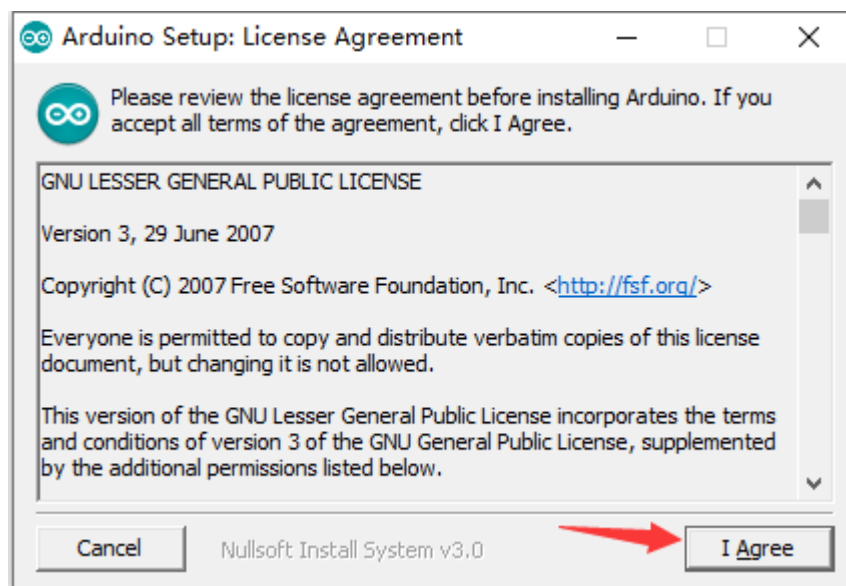 Arduino Setup: License Agreement
Please review the license agreement before installing Arduino. If you
accept all terms of the agreement, click I Agree.
GNU LESSER GENERAL PUBLIC LICENSE
Version 3, 29 June 2007
Copyright (C) 2007 Free Software Foundation, Inc. <http://fsf.org/>
Everyone is permitted to copy and distribute verbatim copies of this license
document, but changing it is not allowed.
This version of the GNU Lesser General Public License incorporates the terms
and conditions of version 3 of the GNU General Public License, supplemented
by the additional permissions listed below.
Cancel
Nullsoft Install System v3.0
I Agree